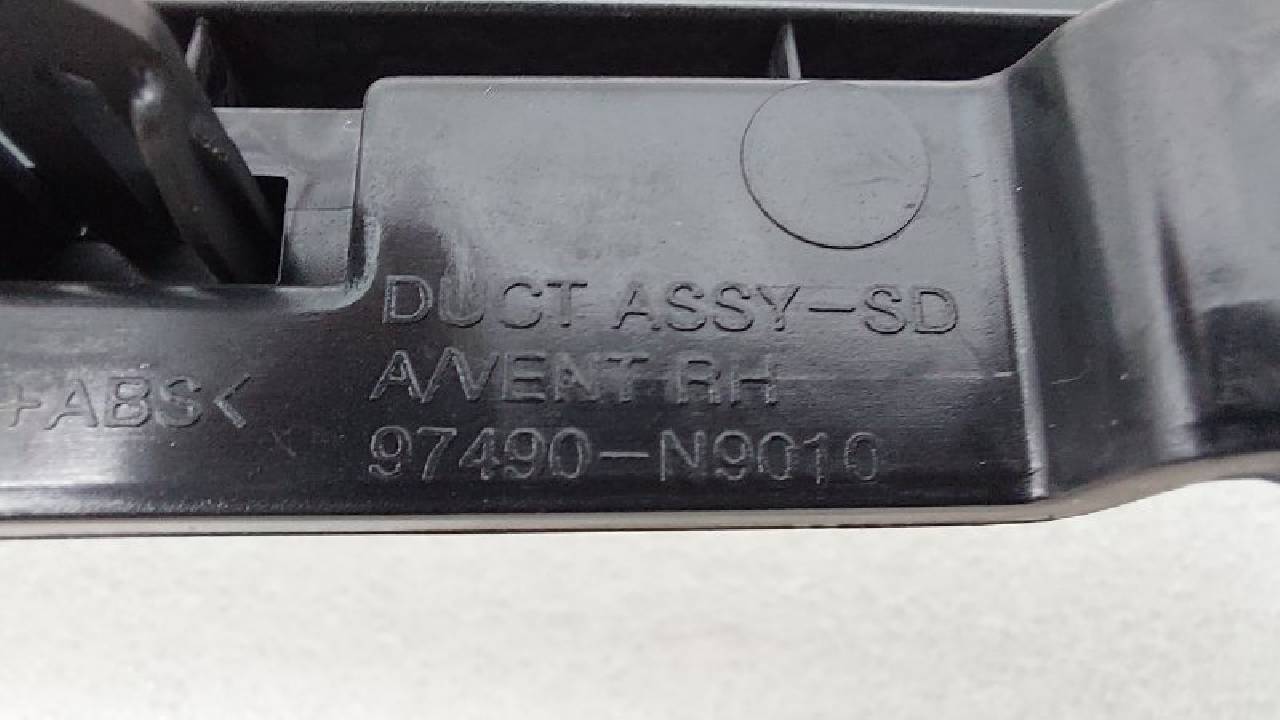 DUCT ASSY-SD
A/VENT RH
+ABS<
97490-N9010